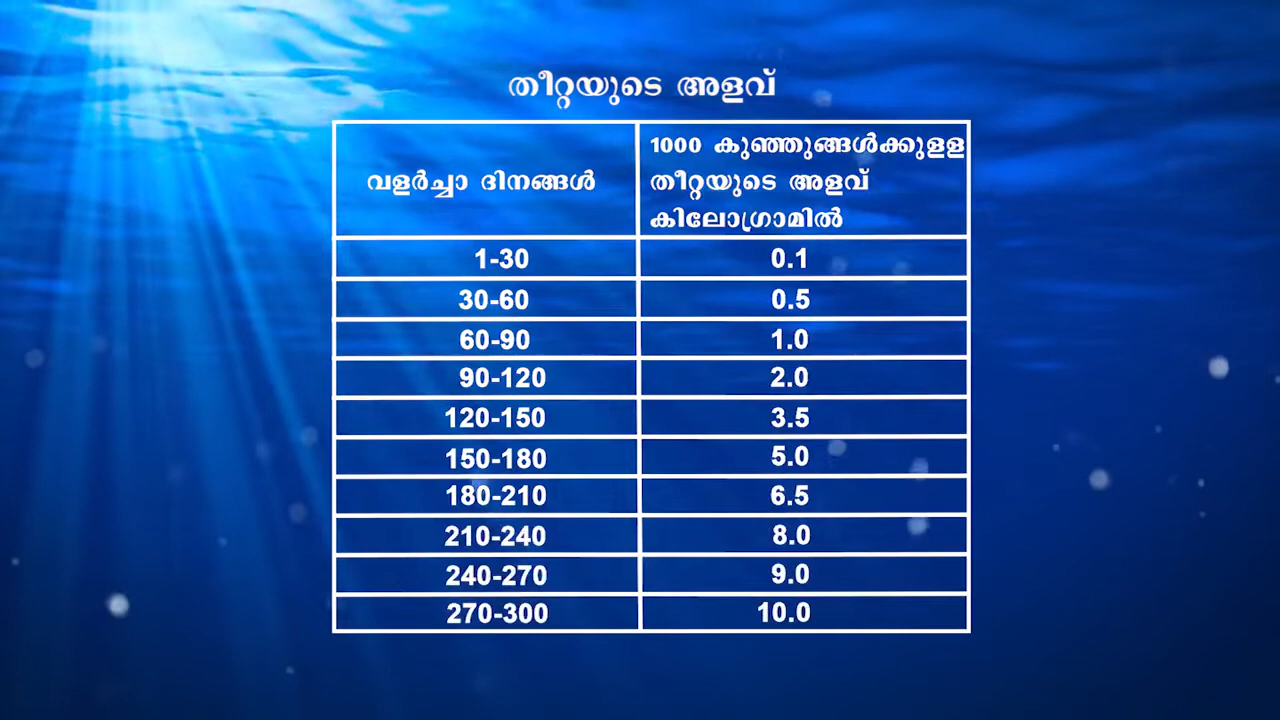 തീറ്റയുടെ അളവ്
വളർച്ചാ ദിനങ്ങൾ
1000 കുഞ്ഞുങ്ങൾക്കുളള
തീറ്റയുടെ അളവ്
കിലോഗ്രാമിൽ
1-30 0.1
30-60 0.5
60-90 1.0
90-120 2.0
120-150 3.5
150-180 5.0
180-210 6.5
210-240 8.0
240-270 9.0
270-300 10.0